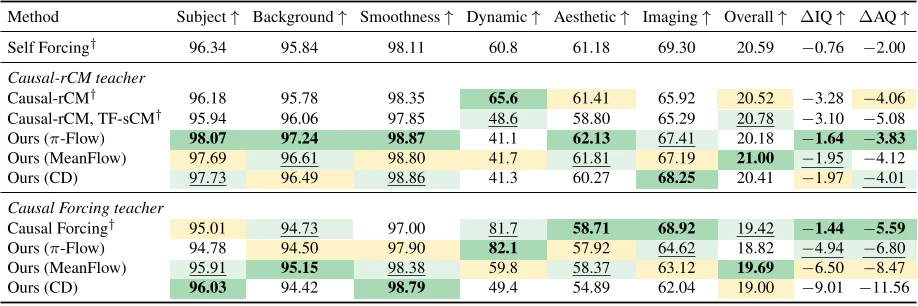 Method Subject ↑ Background ↑ Smoothness ↑ Dynamic ↑ Aesthetic ↑ Imaging ↑ Overall ↑ ΔIQ ↑ ΔAQ ↑
Self Forcing† 96.34 95.84 98.11 60.8 61.18 69.30 20.59 −0.76 −2.00
Causal-rCM teacher
Causal-rCM† 96.18 95.78 98.35 65.6 61.41 65.92 20.52 −3.28 −4.06
Causal-rCM, TF-sCM† 95.94 96.06 97.85 48.6 58.80 65.29 20.78 −3.10 −5.08
Ours (π-Flow) 98.07 97.24 98.87 41.1 62.13 67.41 20.18 −1.64 −3.83
Ours (MeanFlow) 97.69 96.61 98.80 41.7 61.81 67.19 21.00 −1.95 −4.12
Ours (CD) 97.73 96.49 98.86 41.3 60.27 68.25 20.41 −1.97 −4.01
Causal Forcing teacher
Causal Forcing† 95.01 94.73 97.00 81.7 58.71 68.92 19.42 −1.44 −5.59
Ours (π-Flow) 94.78 94.50 97.90 82.1 57.92 64.62 18.82 −4.94 −6.80
Ours (MeanFlow) 95.91 95.15 98.38 59.8 58.37 63.12 19.69 −6.50 −8.47
Ours (CD) 96.03 94.42 98.79 49.4 54.89 62.04 19.00 −9.01 −11.56